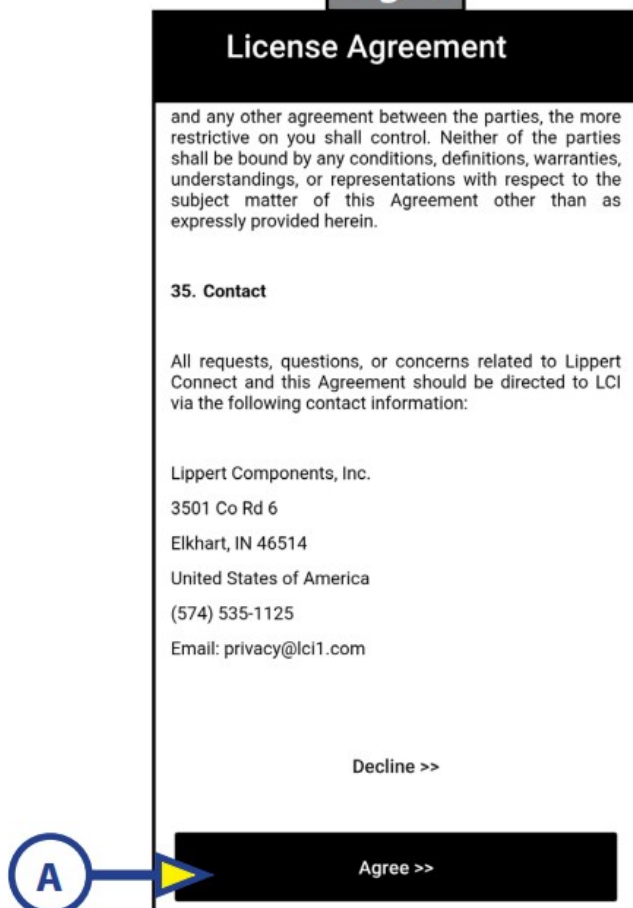 License Agreement
and any other agreement between the parties, the more
restrictive on you shall control. Neither of the parties
shall be bound by any conditions, definitions, warranties,
understandings, or representations with respect to the
subject matter of this Agreement other than as
expressly provided herein.
35. Contact
All requests, questions, or concerns related to Lippert
Connect and this Agreement should be directed to LCI
via the following contact information:
Lippert Components, Inc.
3501 Co Rd 6
Elkhart, IN 46514
United States of America
(574) 535-1125
Email: privacy@lci1.com
Decline >>
A
Agree >>